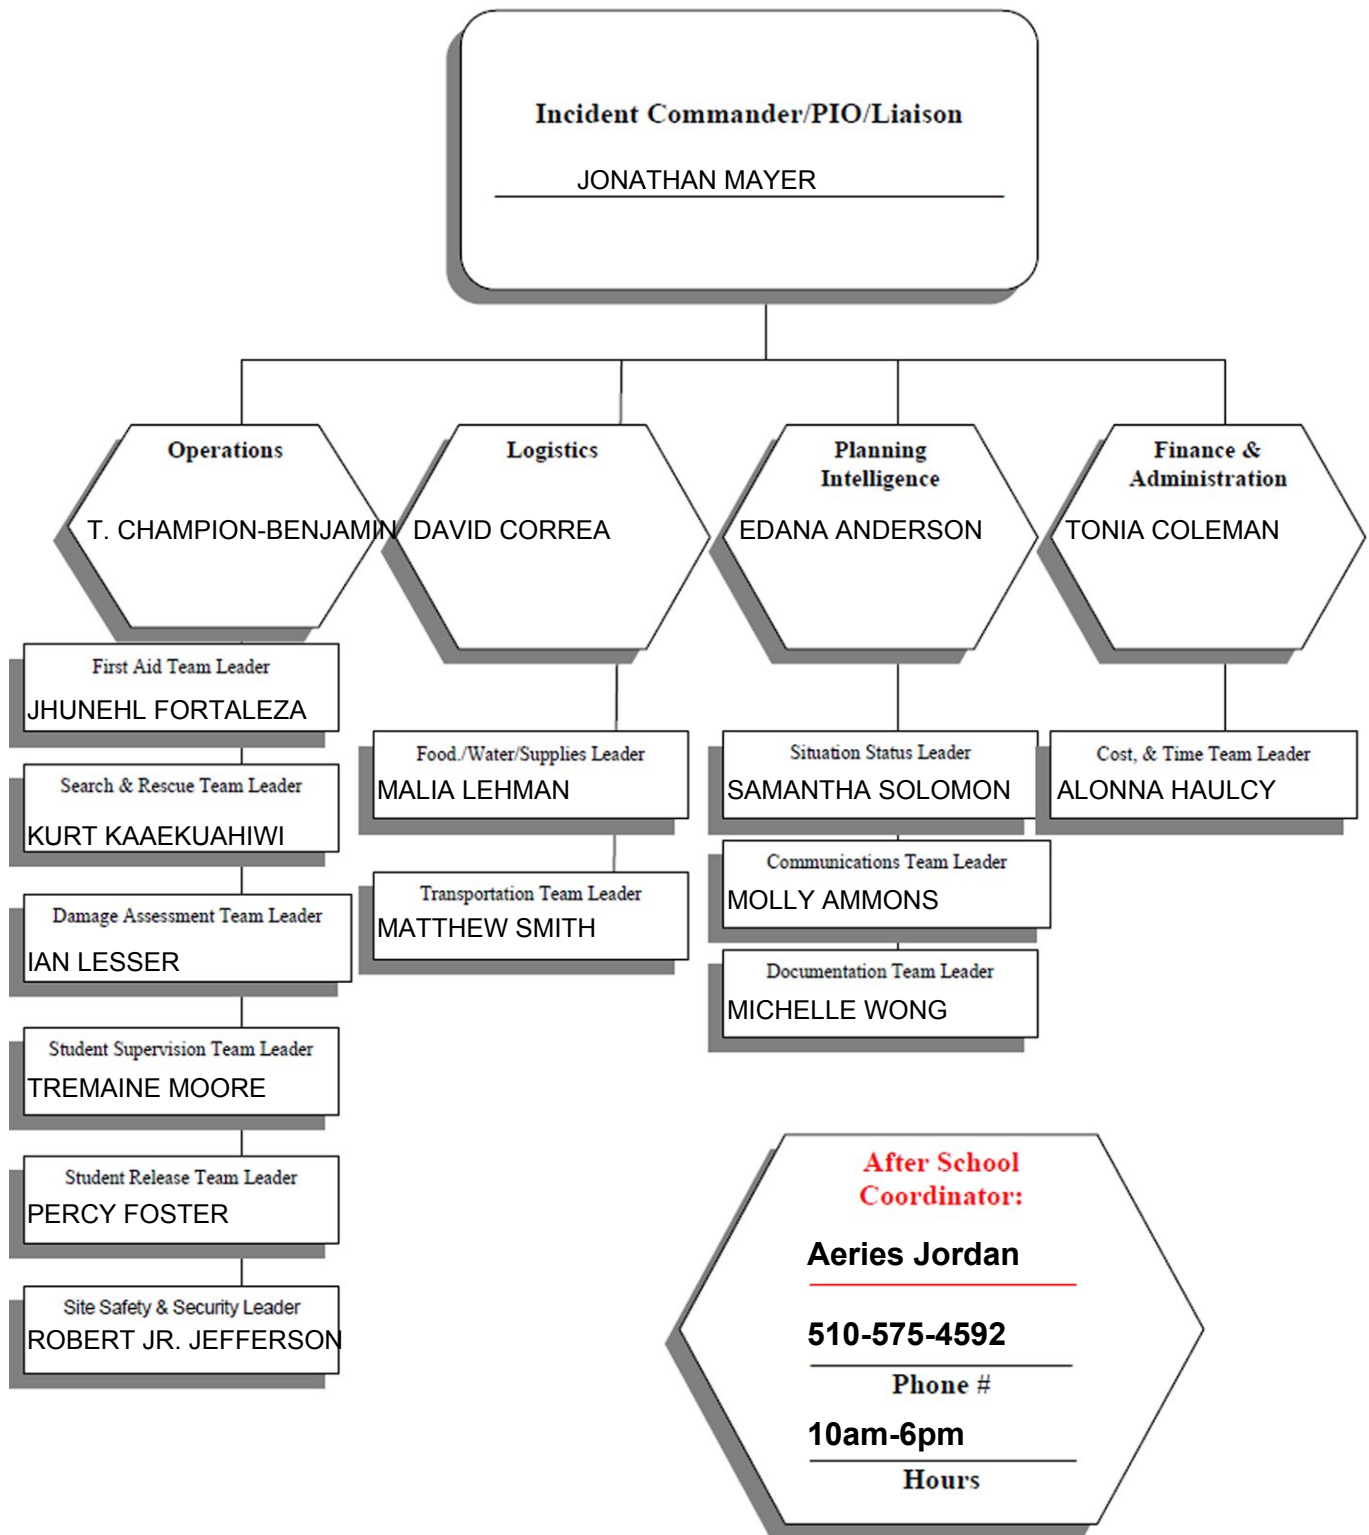 Incident Commander/PIO/Liaison
JONATHAN MAYER
Operations
T. CHAMPION-BENJAMIN
Logistics
DAVID CORREA
Planning
Intelligence
EDANA ANDERSON
Finance &
Administration
TONIA COLEMAN
First Aid Team Leader
JHUNEHL FORTALEZA
Search & Rescue Team Leader
KURT KAAEKUAHIWI
Damage Assessment Team Leader
IAN LESSER
Student Supervision Team Leader
TREMAINE MOORE
Student Release Team Leader
PERCY FOSTER
Site Safety & Security Leader
ROBERT JR. JEFFERSON
Food./Water/Supplies Leader
MALIA LEHMAN
Transportation Team Leader
MATTHEW SMITH
Situation Status Leader
SAMANTHA SOLOMON
Communications Team Leader
MOLLY AMMONS
Documentation Team Leader
MICHELLE WONG
Cost, & Time Team Leader
ALONNA HAULCY
After School
Coordinator:
Aeries Jordan
510-575-4592
Phone #
10am-6pm
Hours